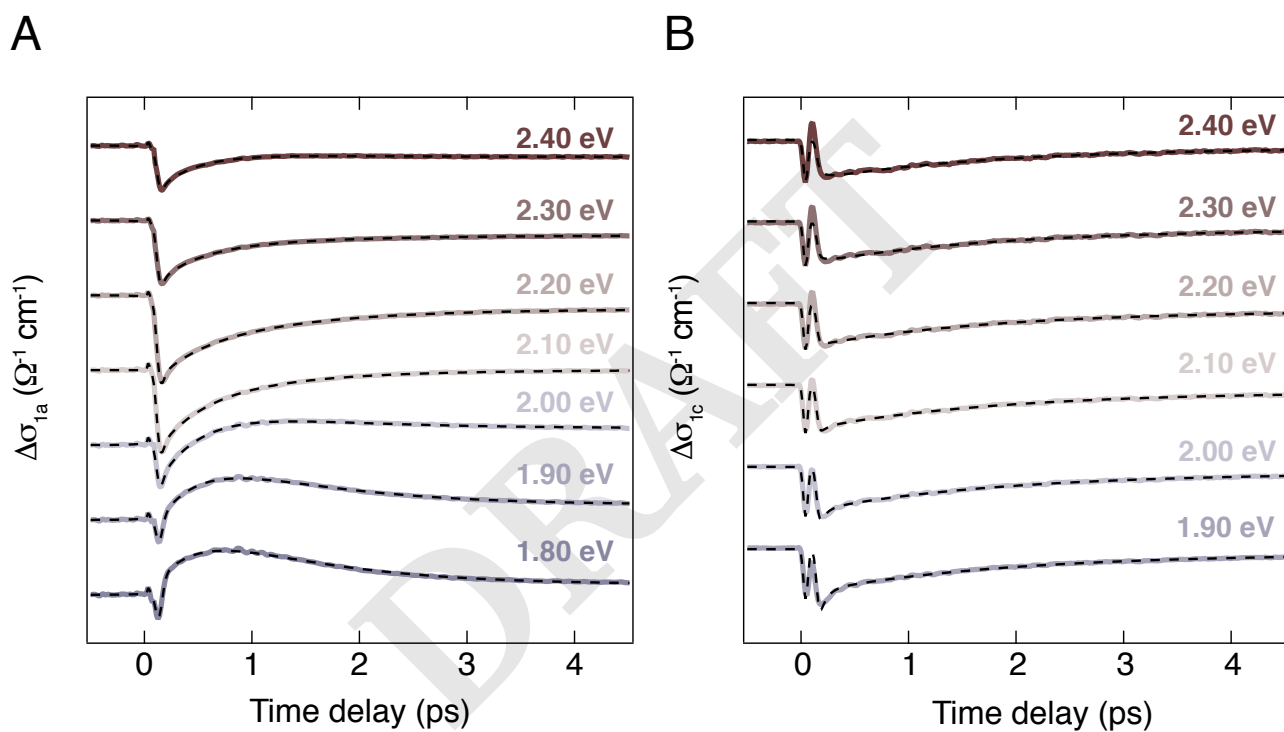 A
B
2.40 eV
2.30 eV
2.20 eV
2.10 eV
2.00 eV
1.90 eV
1.80 eV
Δσ1a (Ω-1 cm-1)
0 1 2 3 4
Time delay (ps)
2.40 eV
2.30 eV
2.20 eV
2.10 eV
2.00 eV
1.90 eV
Δσ1c (Ω-1 cm-1)
0 1 2 3 4
Time delay (ps)
DRAFT